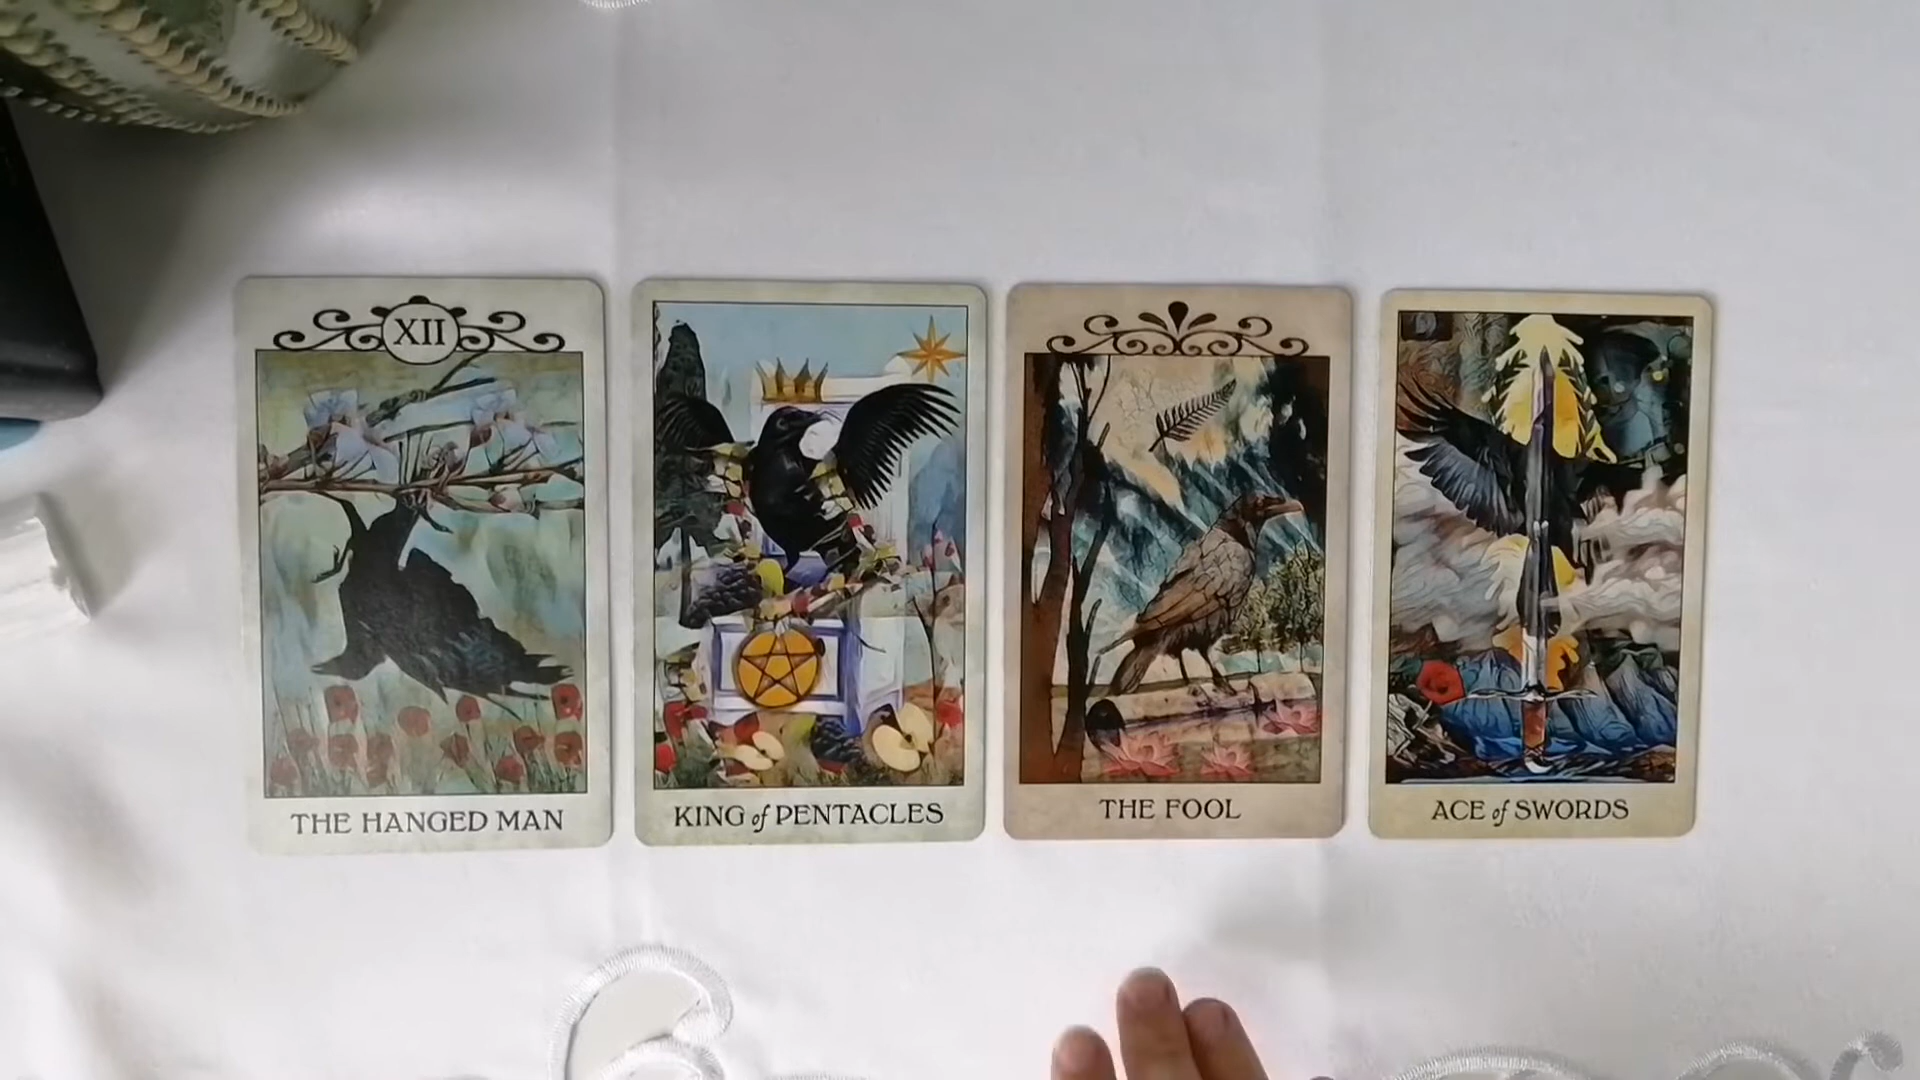 XII
THE HANGED MAN
KING of PENTACLES
THE FOOL
ACE of SWORDS